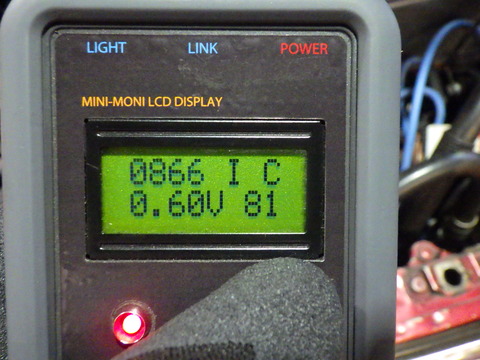 LIGHT LINK POWER
MINI-MONI LCD DISPLAY
0866 I C
0.60V 81